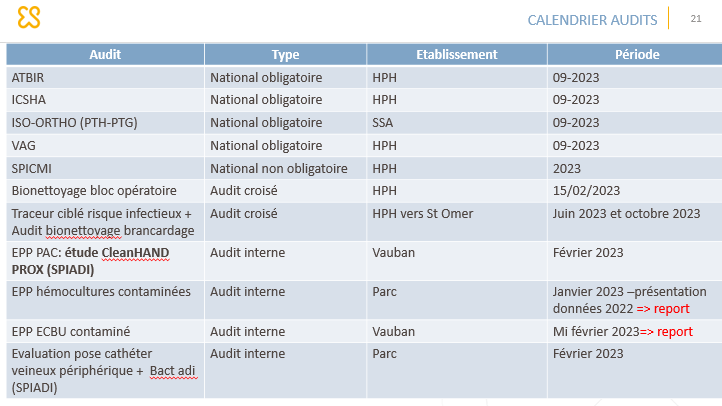 CALENDRIER AUDITS 21
Audit Type Etablissement Période
ATBIR National obligatoire HPH 09-2023
ICSHA National obligatoire HPH 09-2023
ISO-ORTHO (PTH-PTG) National obligatoire SSA 09-2023
VAG National obligatoire HPH 09-2023
SPICMI National non obligatoire HPH 2023
Bionettoyage bloc opératoire Audit croisé HPH 15/02/2023
Traceur ciblé risque infectieux + Audit croisé HPH vers St Omer Juin 2023 et octobre 2023
Audit bionettoyage brancardage
EPP PAC: étude CleanHAND Audit interne Vauban Février 2023
PROX (SPIADI)
EPP hémocultures contaminées Audit interne Parc Janvier 2023 –présentation
données 2022 => report
EPP ECBU contaminé Audit interne Vauban Mi février 2023=> report
Evaluation pose cathéter Audit interne Parc Février 2023
veineux périphérique + Bact adi
(SPIADI)